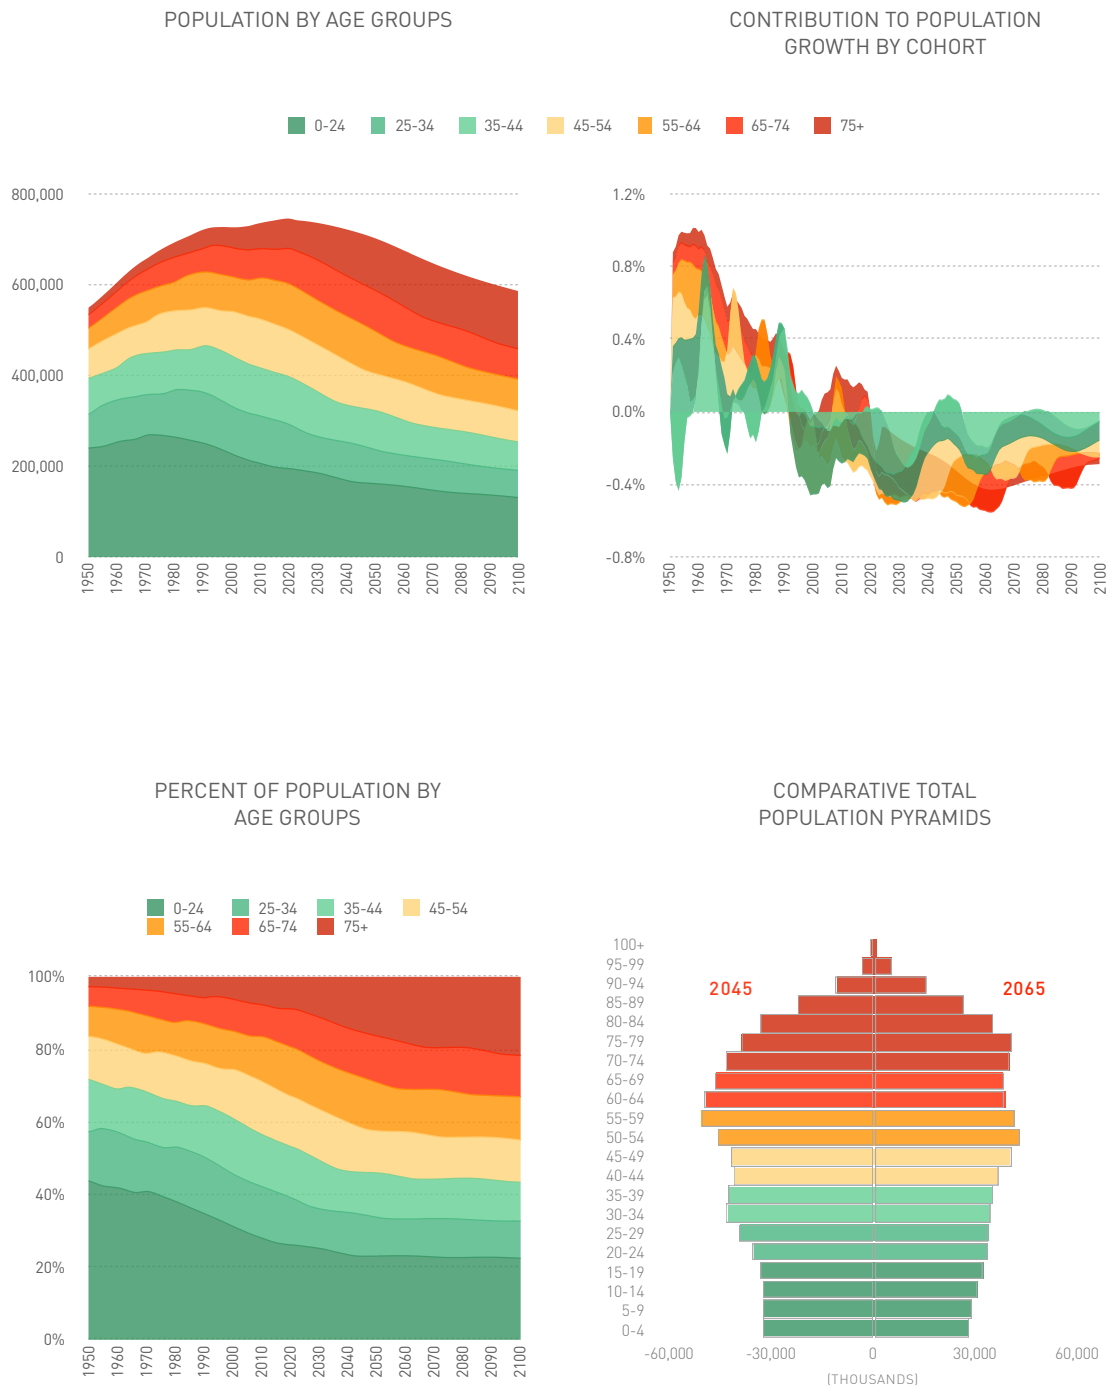 POPULATION BY AGE GROUPS
CONTRIBUTION TO POPULATION
GROWTH BY COHORT
0-24 25-34 35-44 45-54 55-64 65-74 75+
800,000
600,000
400,000
200,000
0
1950 1960 1970 1980 1990 2000 2010 2020 2030 2040 2050 2060 2070 2080 2090 2100
1.2%
0.8%
0.4%
0.0%
-0.4%
-0.8%
1950 1960 1970 1980 1990 2000 2010 2020 2030 2040 2050 2060 2070 2080 2090 2100
PERCENT OF POPULATION BY
AGE GROUPS
0-24 25-34 35-44 45-54
55-64 65-74 75+
100%
80%
60%
40%
20%
0%
1950 1960 1970 1980 1990 2000 2010 2020 2030 2040 2050 2060 2070 2080 2090 2100
COMPARATIVE TOTAL
POPULATION PYRAMIDS
2045 2065
100+
95-99
90-94
85-89
80-84
75-79
70-74
65-69
60-64
55-59
50-54
45-49
40-44
35-39
30-34
25-29
20-24
15-19
10-14
5-9
0-4
-60,000 -30,000 0 30,000 60,000
(THOUSANDS)